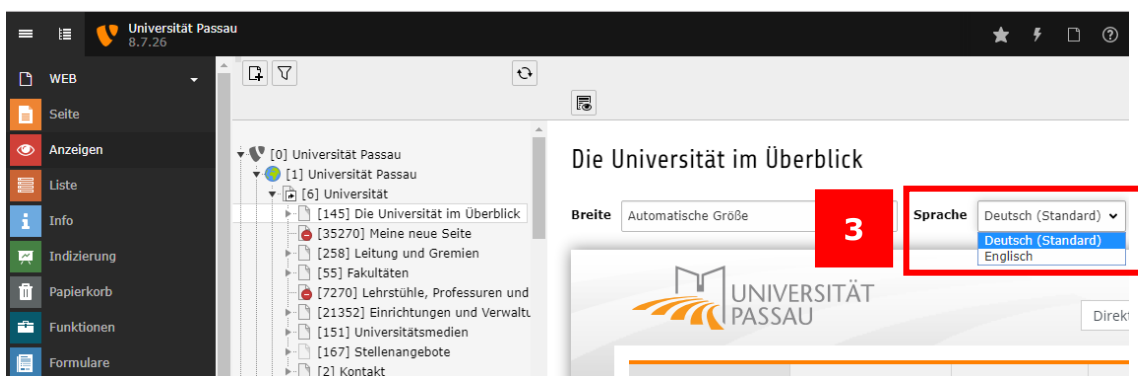 Universität Passau
8.7.26
WEB
Seite
Anzeigen
Liste
Info
Indizierung
Papierkorb
Funktionen
Formulare
[0] Universität Passau
[1] Universität Passau
[6] Universität
[145] Die Universität im Überblick
[35270] Meine neue Seite
[258] Leitung und Gremien
[55] Fakultäten
[7270] Lehrstühle, Professuren und
[21352] Einrichtungen und Verwaltu
[151] Universitätsmedien
[167] Stellenangebote
[2] Kontakt
Die Universität im Überblick
Breite Automatische Größe
3
Sprache Deutsch (Standard)
Deutsch (Standard)
Englisch
UNIVERSITÄT
PASSAU
Direkt